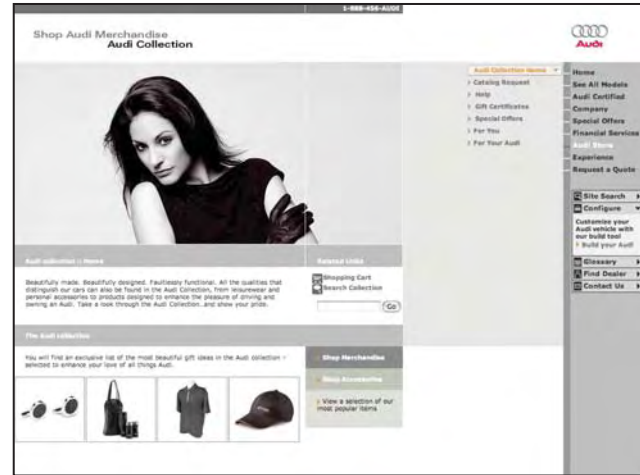 1-888-456-AUDI
Shop Audi Merchandise
Audi Collection
Audi
Audi Collection Home
Catalog Request
Help
Gift Certificates
Special Offers
For You
For Your Audi
Home
See All Models
Audi Certified
Company
Special Offers
Financial Services
Audi Store
Experience
Request a Quote
Site Search
Configure
Customize your
Audi vehicle with
our build tool
Build your Audi
Glossary
Find Dealer
Contact Us
Audi collection :: Home
Beautifully made. Beautifully designed. Faultlessly functional. All the qualities that
distinguish our cars can also be found in the Audi Collection, from leisurewear and
personal accessories to products designed to enhance the pleasure of driving and
owning an Audi. Take a look through the Audi Collection...and show your pride.
Related Links
Shopping Cart
Search Collection
Go
The Audi collection
You will find an exclusive list of the most beautiful gift ideas in the Audi collection -
selected to enhance your love of all things Audi.
Shop Merchandise
Shop Accessories
View a selection of our
most popular items